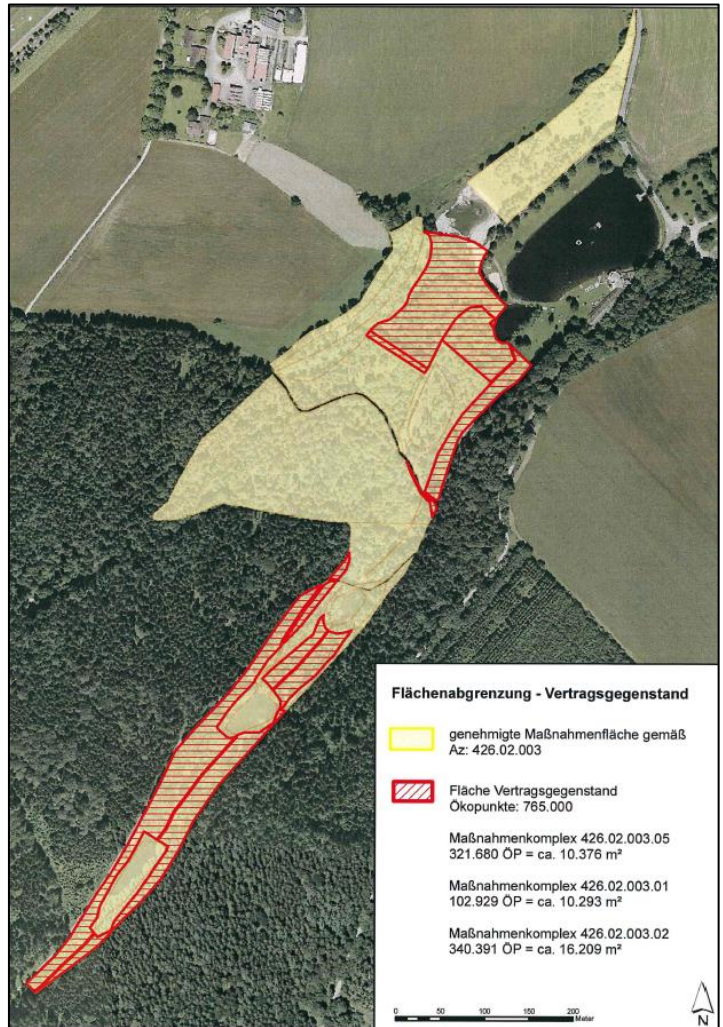 Flächenabgrenzung - Vertragsgegenstand
genehmigte Maßnahmenfläche gemäß
Az: 426.02.003
Fläche Vertragsgegenstand
Ökopunkte: 765.000
Maßnahmenkomplex 426.02.003.05
321.680 ÖP = ca. 10.376 m²
Maßnahmenkomplex 426.02.003.01
102.929 ÖP = ca. 10.293 m²
Maßnahmenkomplex 426.02.003.02
340.391 ÖP = ca. 16.209 m²
0 50 100 150 200
Meter
N